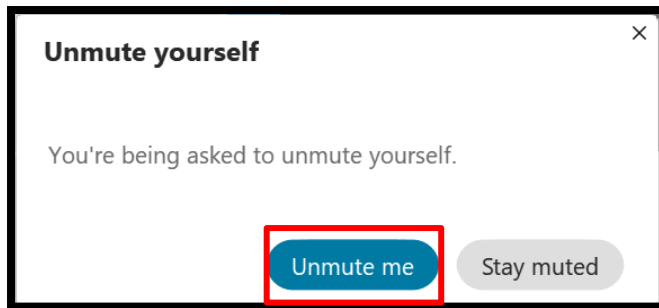 Unmute yourself
You're being asked to unmute yourself.
Unmute me
Stay muted